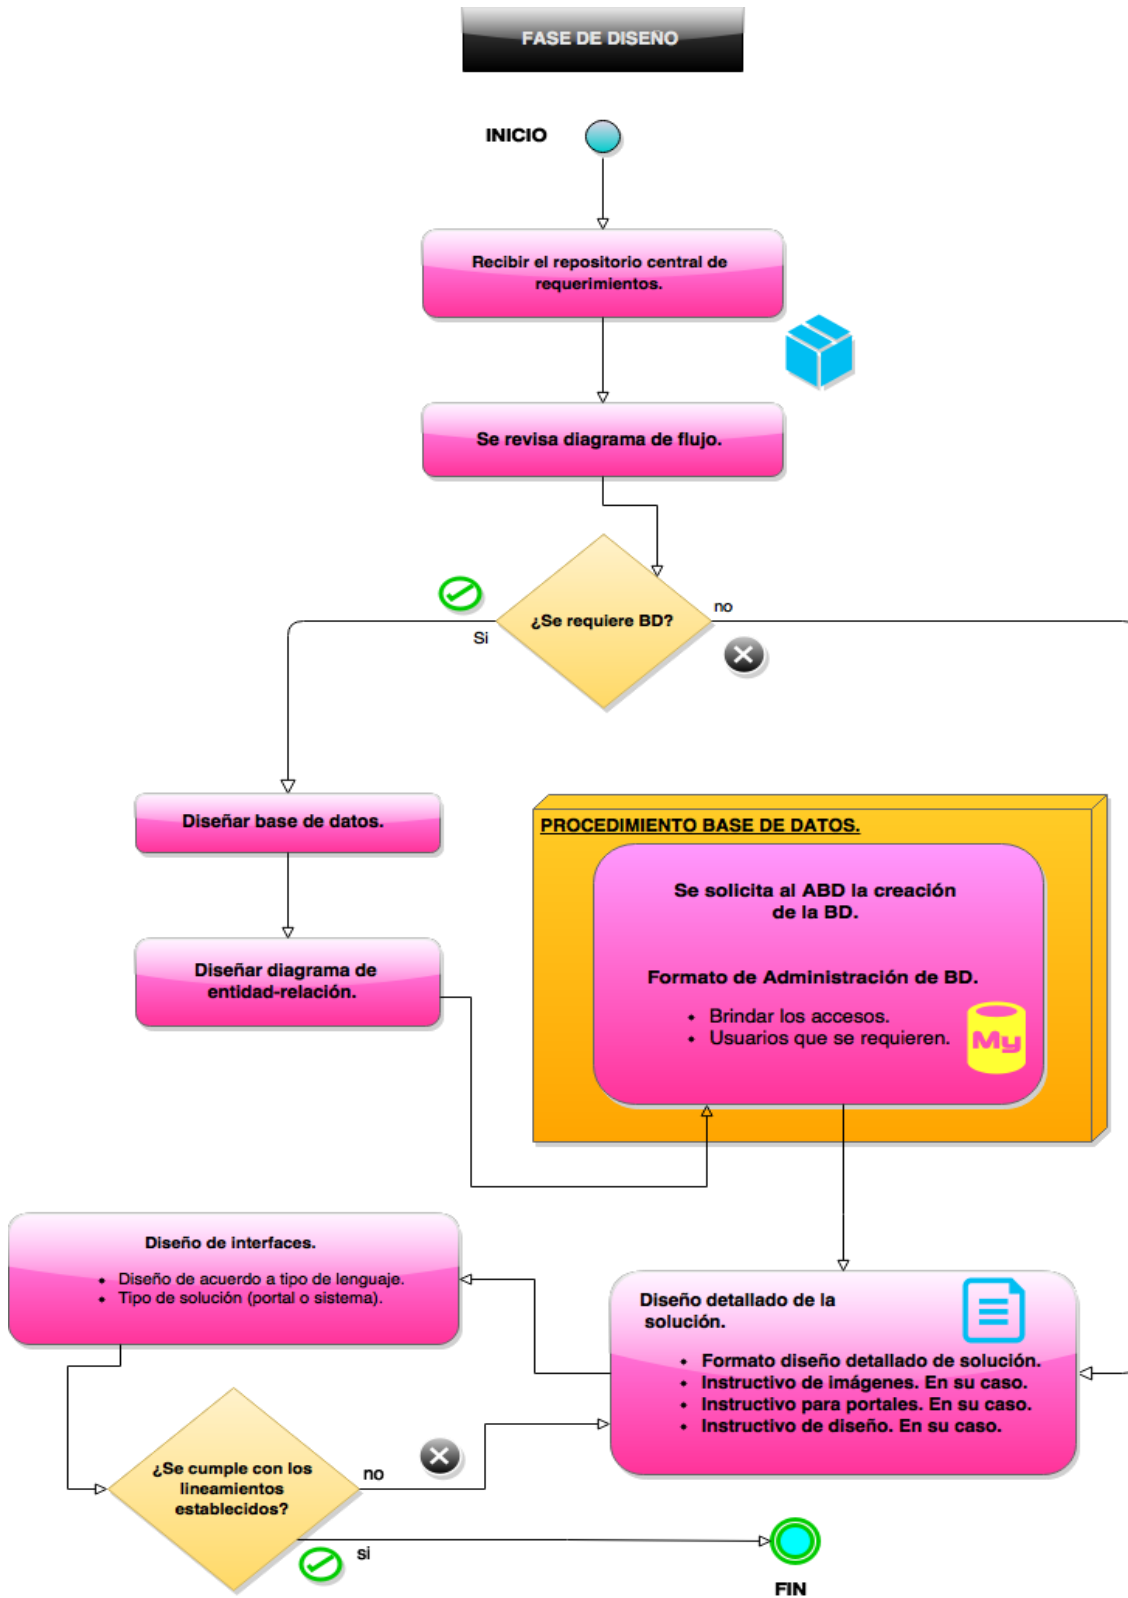 FASE DE DISEÑO
INICIO
Recibir el repositorio central de
requerimientos.
Se revisa diagrama de flujo.
¿Se requiere BD?
no
Si
Diseñar base de datos.
PROCEDIMIENTO BASE DE DATOS.
Se solicita al ABD la creación
de la BD.
Formato de Administración de BD.
• Brindar los accesos.
• Usuarios que se requieren.
My
Diseñar diagrama de
entidad-relación.
Diseño de interfaces.
• Diseño de acuerdo a tipo de lenguaje.
• Tipo de solución (portal o sistema).
Diseño detallado de la
solución.
• Formato diseño detallado de solución.
• Instructivo de imágenes. En su caso.
• Instructivo para portales. En su caso.
• Instructivo de diseño. En su caso.
¿Se cumple con los
lineamientos
establecidos?
no
si
FIN